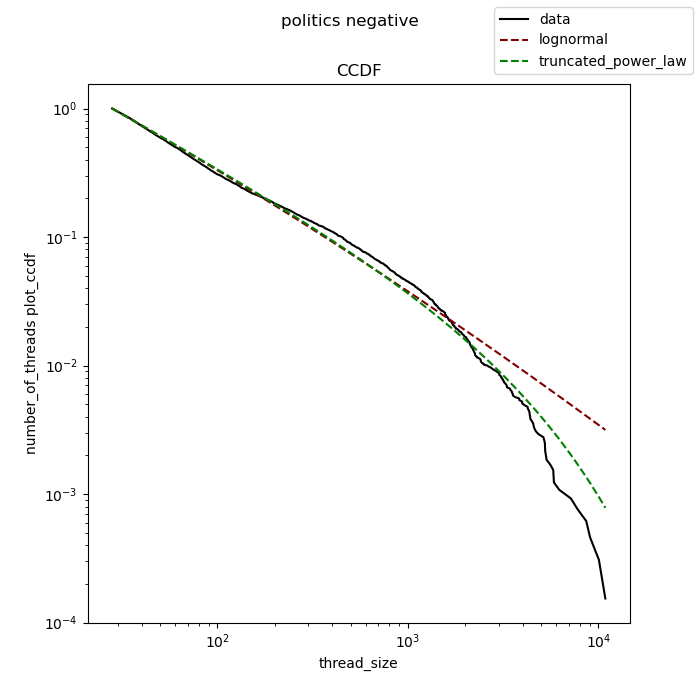 politics negative
data
lognormal
truncated_power_law
CCDF
number_of_threads plot_ccdf
10⁰
10⁻¹
10⁻²
10⁻³
10⁻⁴
10²
10³
10⁴
thread_size